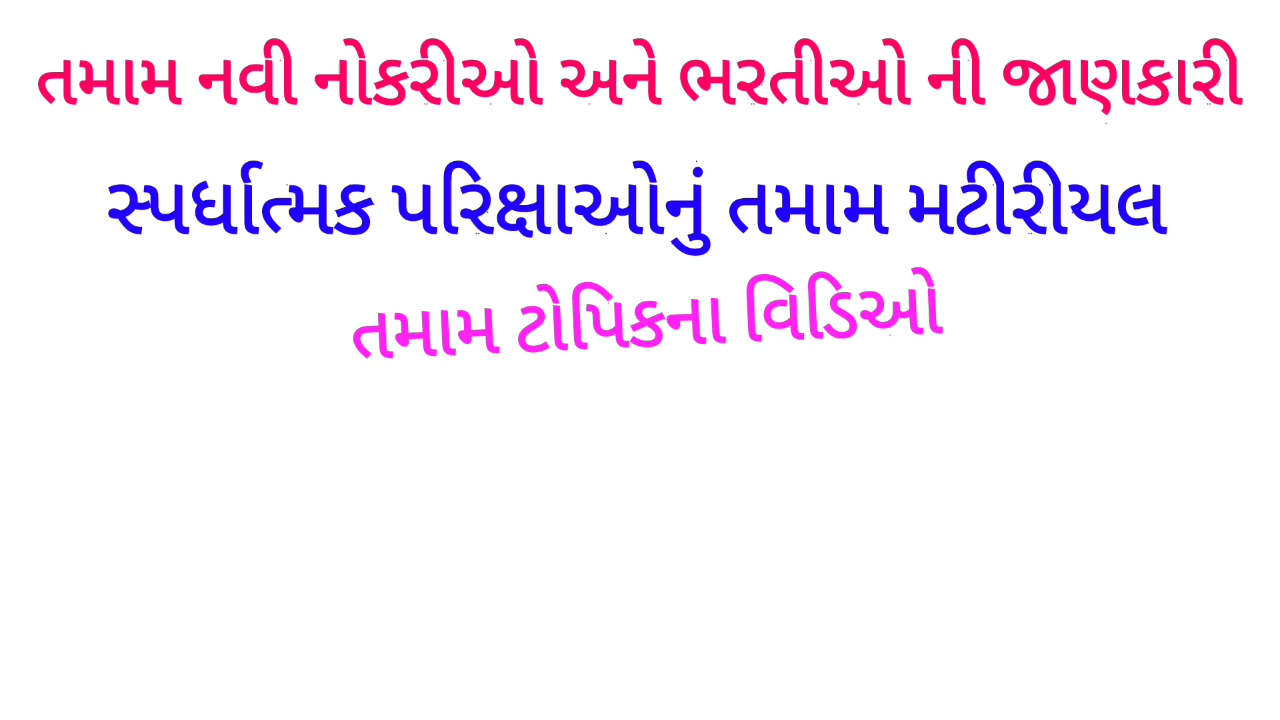 તમામ નવી નોકરીઓ અને ભરતીઓ ની જાણકારી
સ્પર્ધાત્મક પરિક્ષાઓનું તમામ મટીરીયલ
તમામ ટોપિકના વિડિઓ